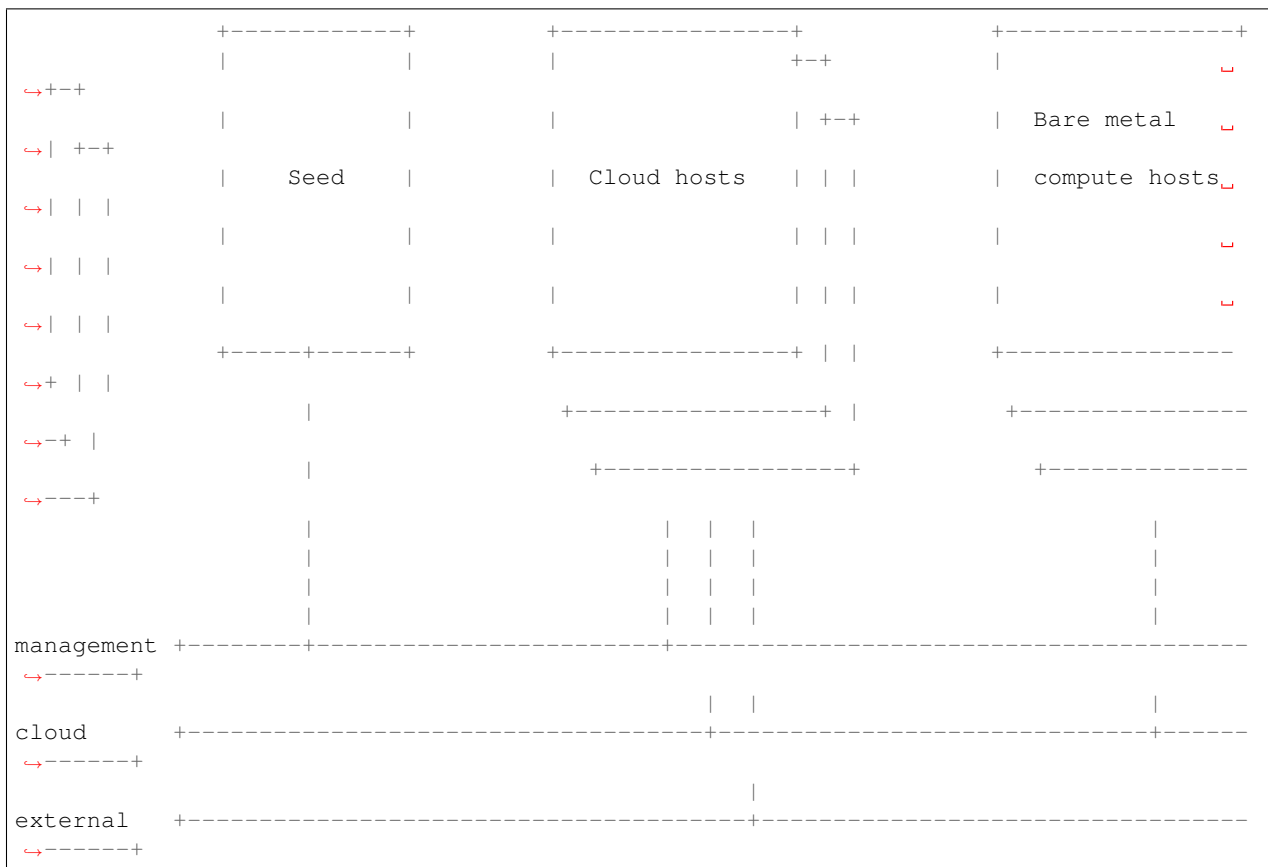 +------------+         +----------------+             +----------------+
              |            |         |                +-+           |               ␣
↪+-+
              |            |         |                | +-+         |  Bare metal   ␣
↪| +-+
              |    Seed    |         |  Cloud hosts   | | |         |  compute hosts␣
↪| | |
              |            |         |                | | |         |               ␣
↪| | |
              |            |         |                | | |         |               ␣
↪| | |
              +-----+------+         +----------------+ | |         +----------------
↪+ | |
                    |                 +-----------------+ |          +----------------
↪-+ |
                    |                   +-----------------+            +--------------
↪---+
                    |                        |  |  |                           |
                    |                        |  |  |                           |
                    |                        |  |  |                           |
                    |                        |  |  |                           |
management +--------+------------------------+----------------------------------------
↪------+
                                                |  |                           |
cloud      +------------------------------------+------------------------------+------
↪------+
                                                   |
external   +---------------------------------------+----------------------------------
↪------+